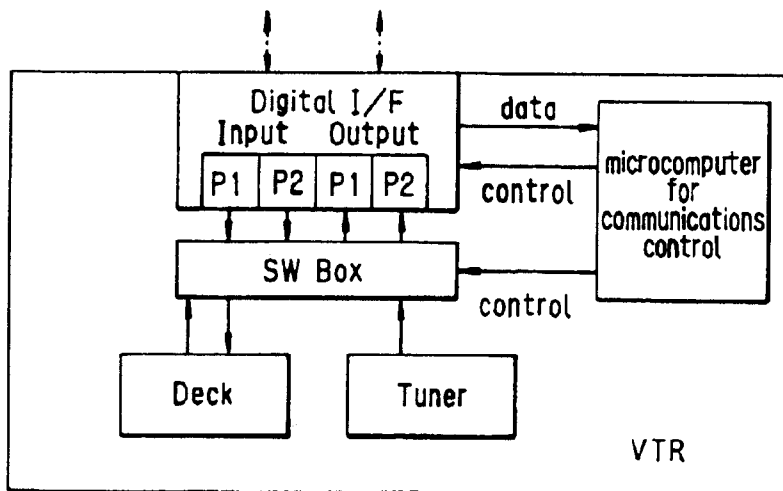 Digital I/F
Input Output
P1 P2 P1 P2
data
control
microcomputer
for
communications
control
SW Box
control
Deck
Tuner
VTR